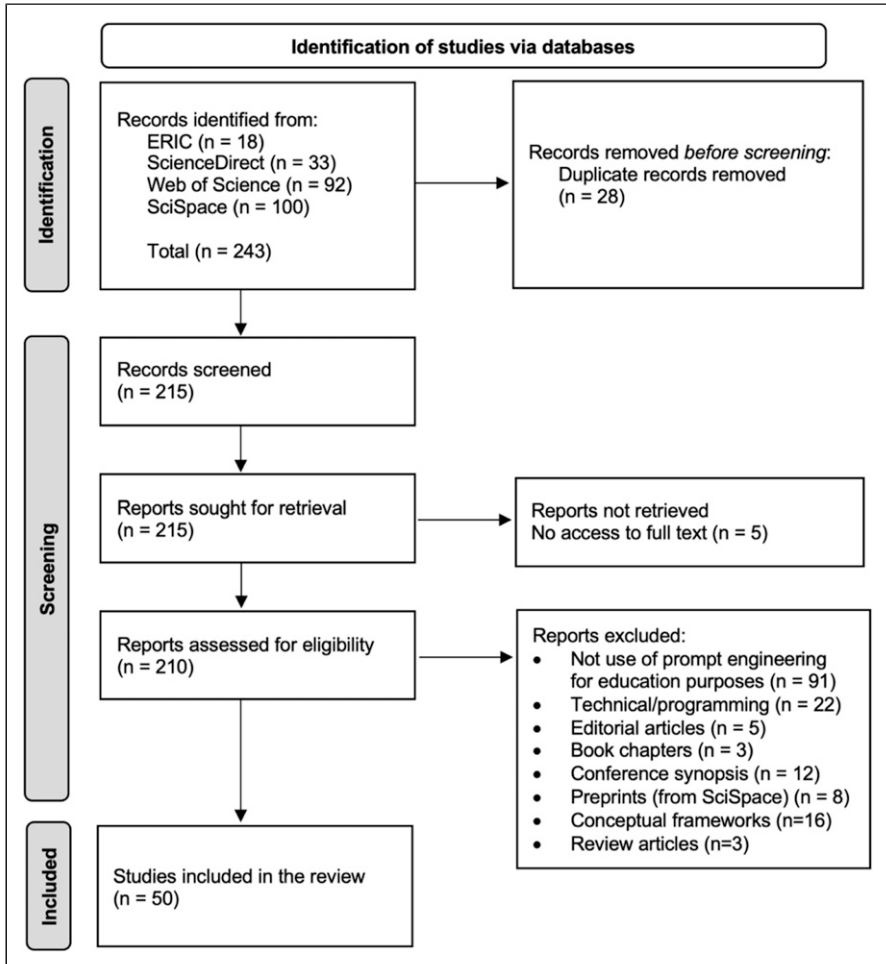 Identification of studies via databases
Identification
Records identified from:
ERIC (n = 18)
ScienceDirect (n = 33)
Web of Science (n = 92)
SciSpace (n = 100)
Total (n = 243)
Records removed before screening:
Duplicate records removed
(n = 28)
Screening
Records screened
(n = 215)
Reports sought for retrieval
(n = 215)
Reports not retrieved
No access to full text (n = 5)
Reports assessed for eligibility
(n = 210)
Reports excluded:
• Not use of prompt engineering
for education purposes (n = 91)
• Technical/programming (n = 22)
• Editorial articles (n = 5)
• Book chapters (n = 3)
• Conference synopsis (n = 12)
• Preprints (from SciSpace) (n = 8)
• Conceptual frameworks (n=16)
• Review articles (n=3)
Included
Studies included in the review
(n = 50)